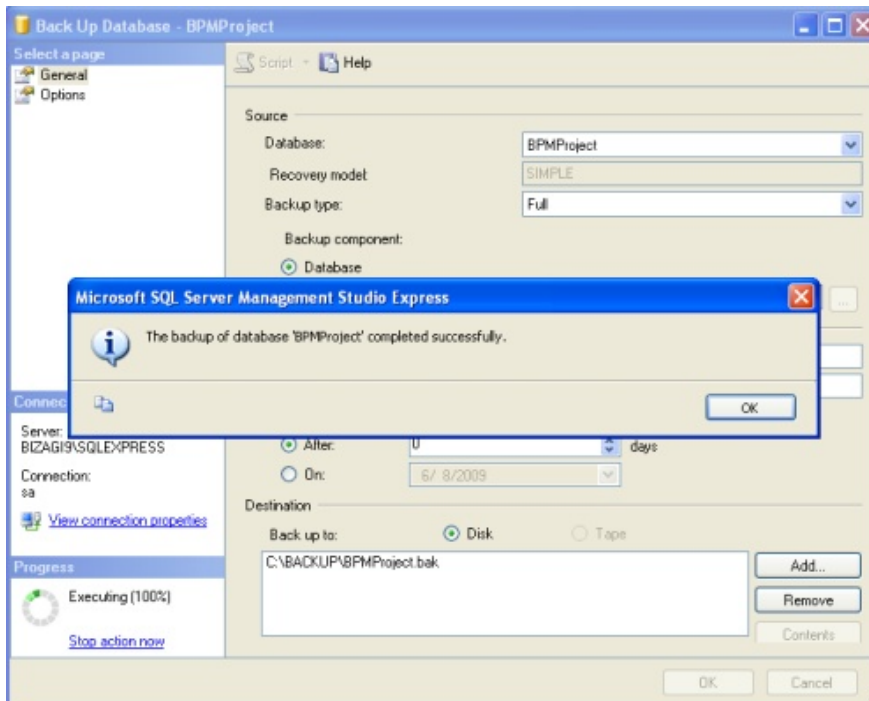 Back Up Database - BPMProject
Select a page
General
Options
Script
Help
Source
Database:
BPMProject
Recovery model:
SIMPLE
Backup type:
Full
Backup component:
Database
...
Microsoft SQL Server Management Studio Express
The backup of database 'BPMProject' completed successfully.
OK
Connec
Server:
BIZAGI9\SQLEXPRESS
Connection:
sa
View connection properties
After:
0
days
On:
6/ 8/2009
Destination
Back up to:
Disk
Tape
C:\BACKUP\BPMProject.bak
Add...
Remove
Contents
Progress
Executing (100%)
Stop action now
OK
Cancel